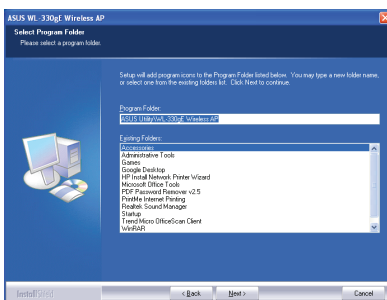 ASUS WL-330gE Wireless AP
Select Program Folder
Please select a program folder.
Setup will add program icons to the Program Folder listed below. You may type a new folder name,
or select one from the existing folders list. Click Next to continue.
Program Folder:
ASUS Utility\WL-330gE Wireless AP
Existing Folders:
Accessories
Administrative Tools
Games
Google Desktop
HP Install Network Printer Wizard
Microsoft Office Tools
PDF Password Remover v2.5
PrintMe Internet Printing
Realtek Sound Manager
Startup
Trend Micro OfficeScan Client
WinRAR
InstallShield
< Back
Next >
Cancel